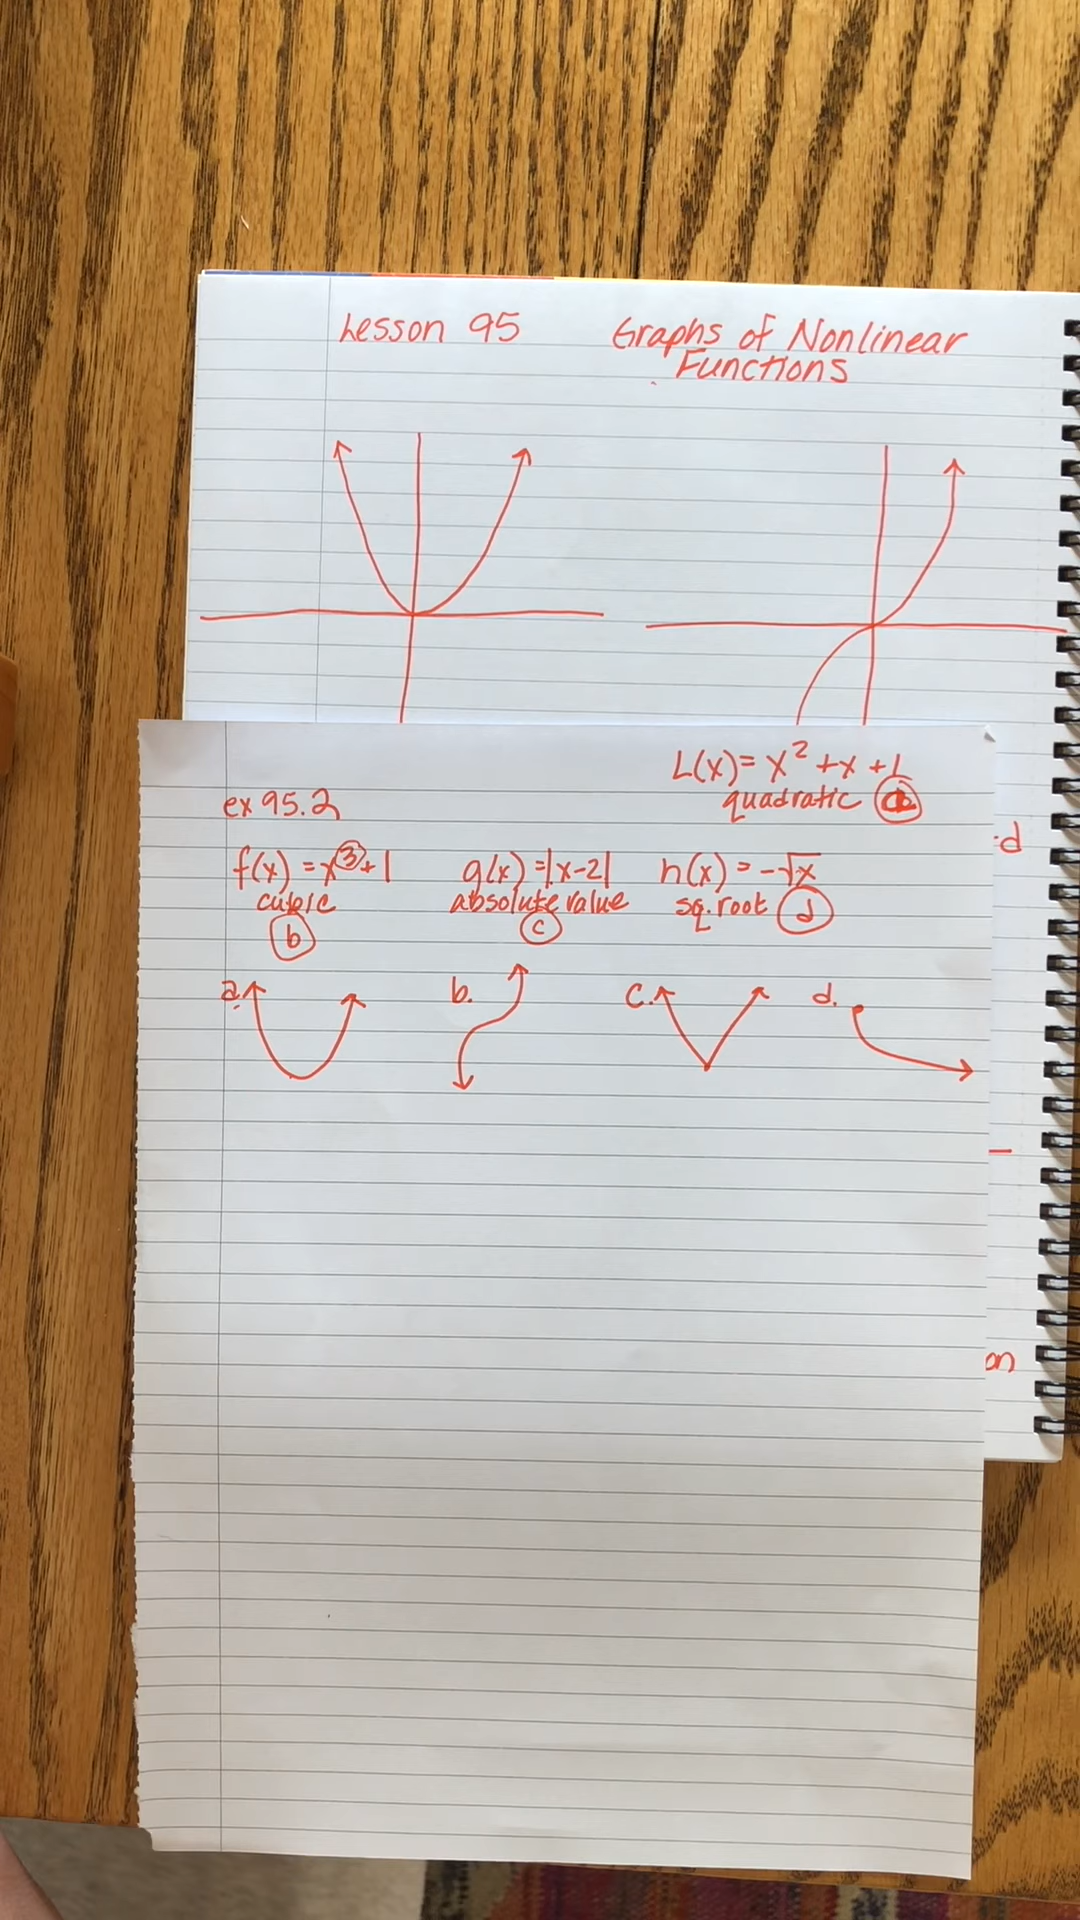 Lesson 95 Graphs of Nonlinear
Functions
L(x)= x² +x +1
quadratic
ex 95.2
f(x) =x³+1 g(x) =|x-2| h(x) = -√x
cubic absolute value sq. root d
b c
a. b. c. d.
d
on